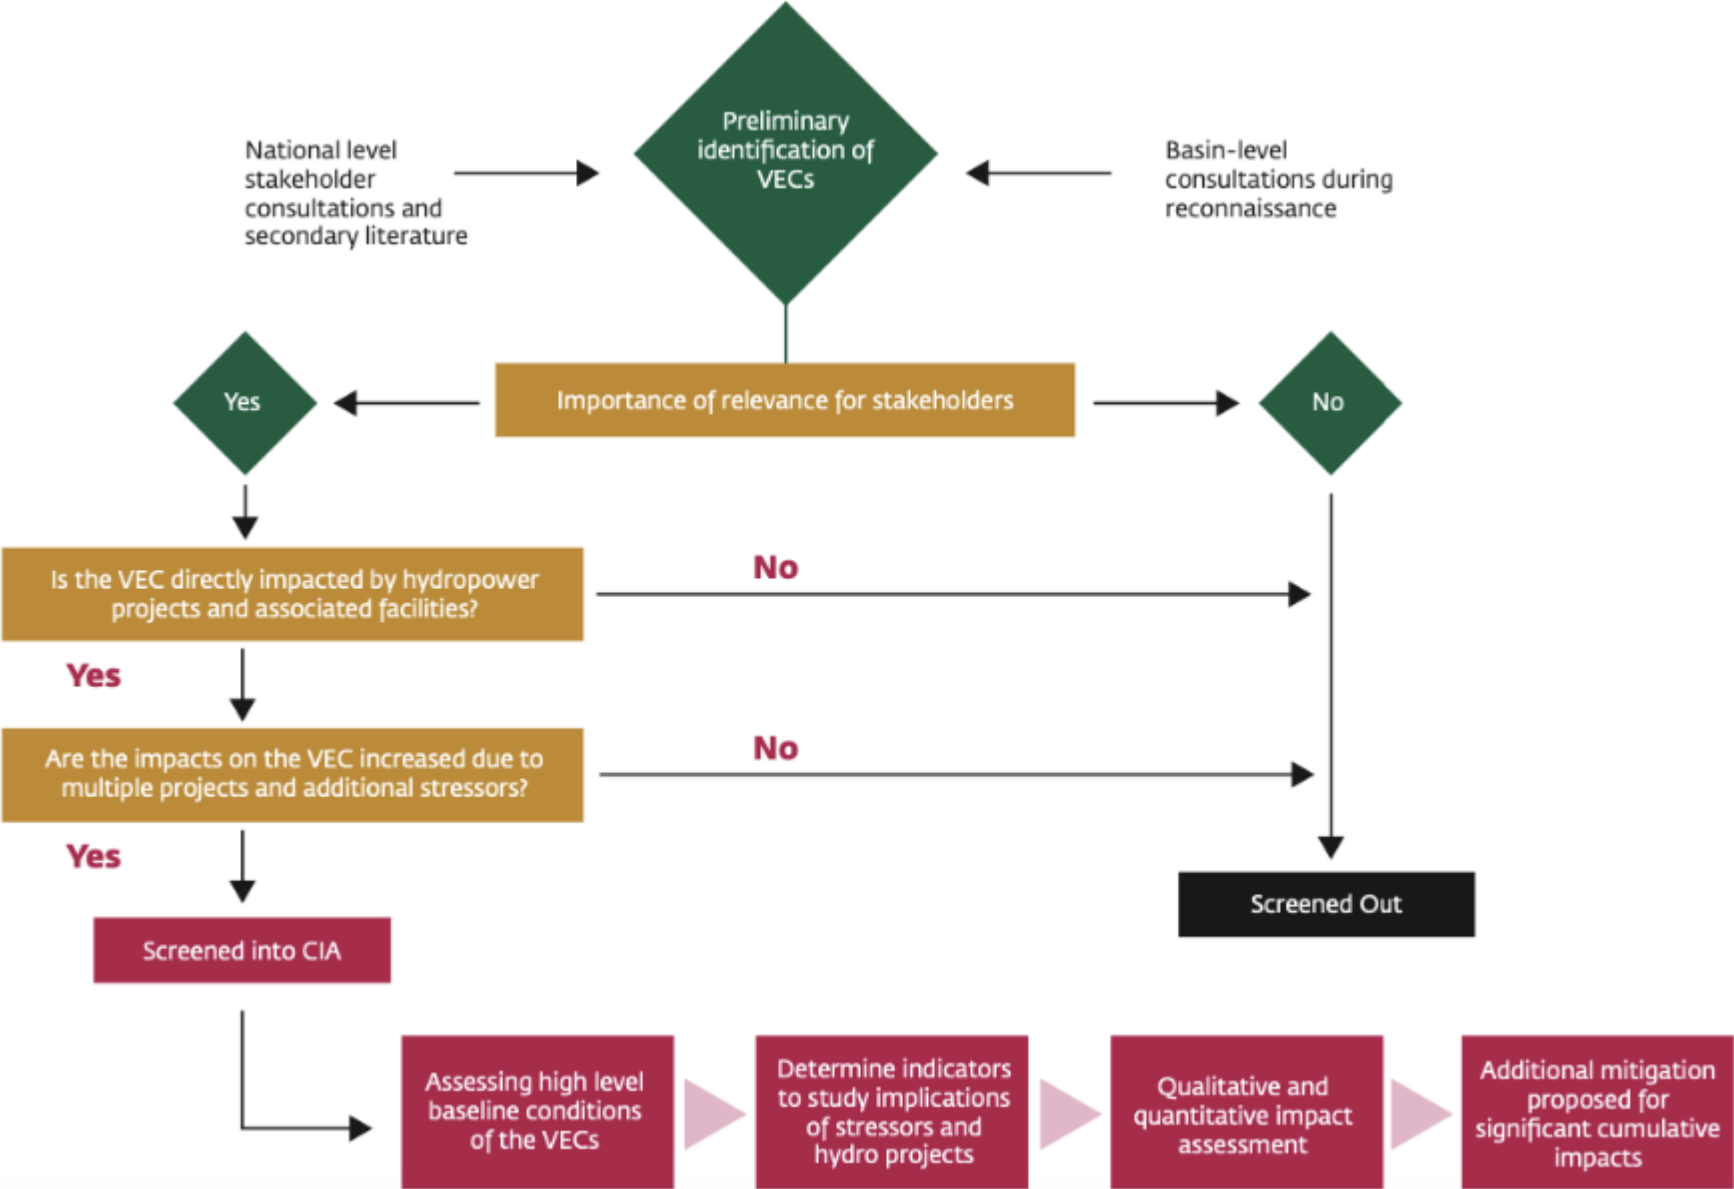 Preliminary
identification of
VECs
National level
stakeholder
consultations and
secondary literature
Basin-level
consultations during
reconnaissance
Yes
Importance of relevance for stakeholders
No
Is the VEC directly impacted by hydropower
projects and associated facilities?
No
Yes
Are the impacts on the VEC increased due to
multiple projects and additional stressors?
No
Yes
Screened Out
Screened into CIA
Assessing high level
baseline conditions
of the VECs
Determine indicators
to study implications
of stressors and
hydro projects
Qualitative and
quantitative impact
assessment
Additional mitigation
proposed for
significant cumulative
impacts